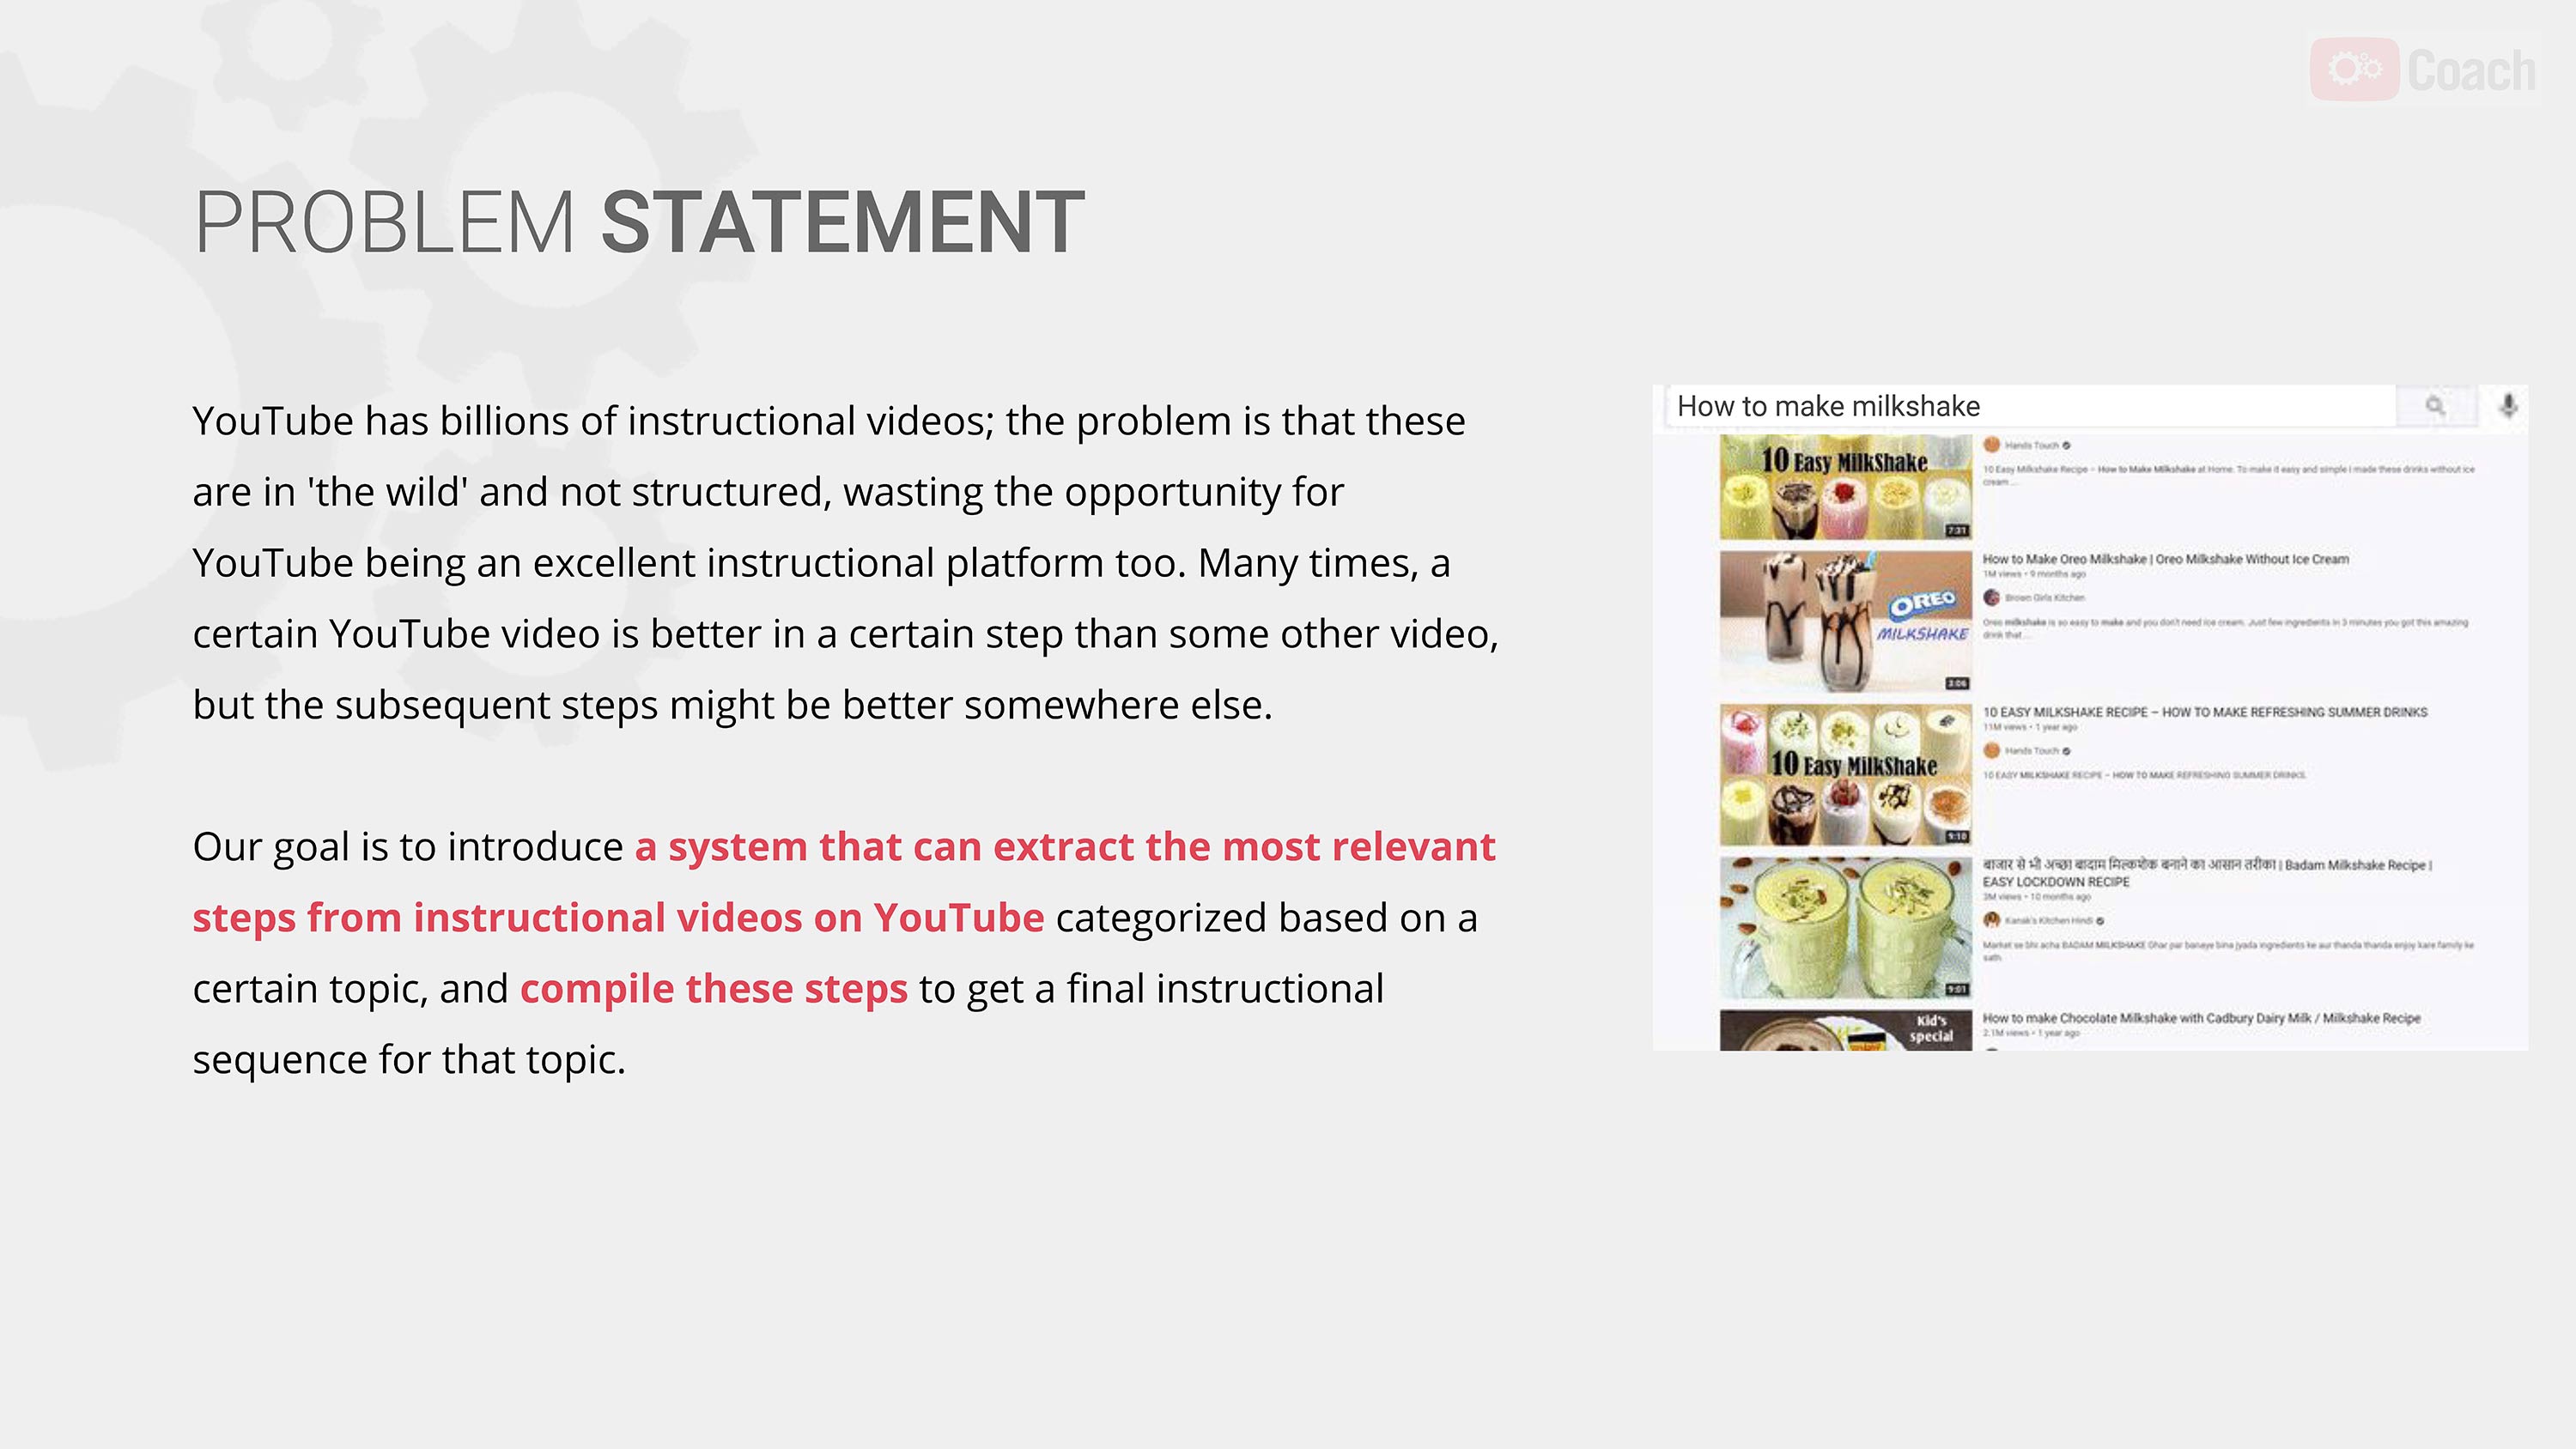 Coach
PROBLEM STATEMENT
YouTube has billions of instructional videos; the problem is that these
are in 'the wild' and not structured, wasting the opportunity for
YouTube being an excellent instructional platform too. Many times, a
certain YouTube video is better in a certain step than some other video,
but the subsequent steps might be better somewhere else.
Our goal is to introduce a system that can extract the most relevant
steps from instructional videos on YouTube categorized based on a
certain topic, and compile these steps to get a final instructional
sequence for that topic.
How to make milkshake
10 Easy MilkShake
7:31
Hands Touch
10 Easy Milkshake Recipe – How to Make Milkshake at Home. To make it easy and simple I made these drinks without ice
cream ...
OREO
MILKSHAKE
3:06
How to Make Oreo Milkshake | Oreo Milkshake Without Ice Cream
1M views • 9 months ago
Brown Girls Kitchen
Oreo milkshake is so easy to make and you don't need ice cream. Just few ingredients in 3 minutes you got this amazing
drink that ...
10 Easy MilkShake
9:10
10 EASY MILKSHAKE RECIPE – HOW TO MAKE REFRESHING SUMMER DRINKS
11M views • 1 year ago
Hands Touch
10 EASY MILKSHAKE RECIPE – HOW TO MAKE REFRESHING SUMMER DRINKS.
9:01
बाजार से भी अच्छा बादाम मिल्कशेक बनाने का आसान तरीका | Badam Milkshake Recipe |
EASY LOCKDOWN RECIPE
2M views • 10 months ago
Kanak's Kitchen Hindi
Market se bhi acha BADAM MILKSHAKE Ghar par banaye bina jyada ingredients ke aur thanda thanda enjoy kare family ke
sath
Kid's
special
How to make Chocolate Milkshake with Cadbury Dairy Milk / Milkshake Recipe
2.1M views • 1 year ago